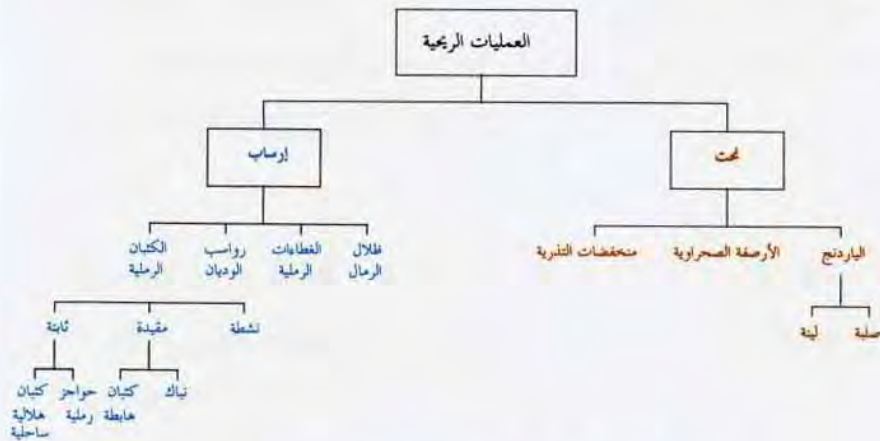 العمليات الريحية
نحت
إرساب
الياردنج
الأرصفة الصحراوية
منخفضات التذرية
ظلال
الرمال
الغطاءات
الرملية
رواسب
الوديان
الكثبان
الرملية
صلبة
لينة
نشطة
مقيدة
ثابتة
نباك
كثبان
هابطة
حواجز
رملية
كثبان
هلالية
ساحلية